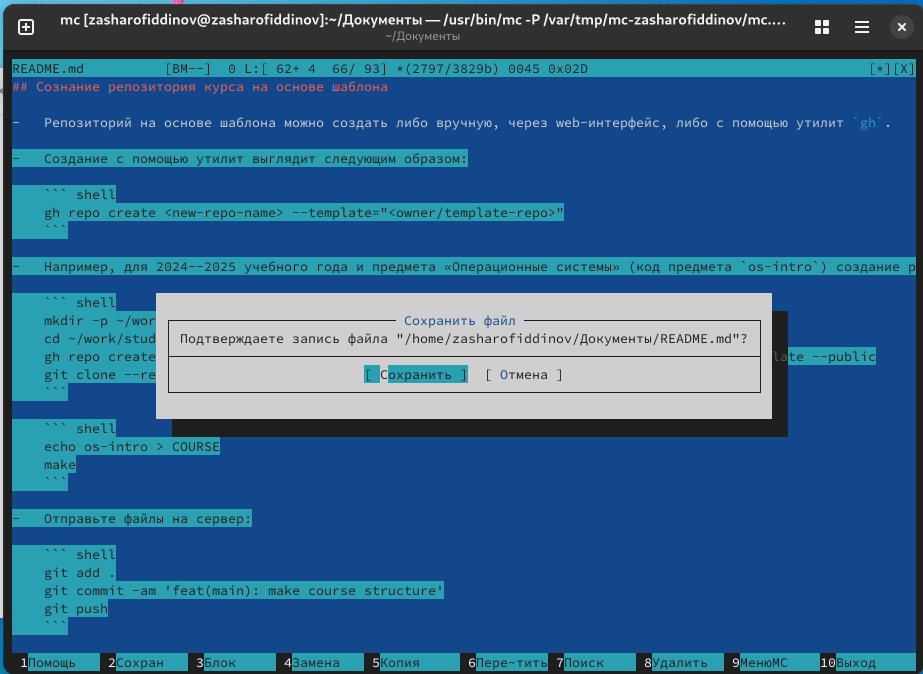 mc [zasharofiddinov@zasharofiddinov]:~/Документы — /usr/bin/mc -P /var/tmp/mc-zasharofiddinov/mc.…
~/Документы
README.md [BM--] 0 L:[ 62+ 4 66/ 93] *(2797/3829b) 0045 0x02D [*][X]
## Сознание репозитория курса на основе шаблона
- Репозиторий на основе шаблона можно создать либо вручную, через web-интерфейс, либо с помощью утилит `gh`.
- Создание с помощью утилит выглядит следующим образом:
``` shell
gh repo create <new-repo-name> --template="<owner/template-repo>"
```
- Например, для 2024--2025 учебного года и предмета «Операционные системы» (код предмета `os-intro`) создание р
``` shell
mkdir -p ~/wor
cd ~/work/stud
gh repo create late --public
git clone --re
```
Сохранить файл
Подтверждаете запись файла "/home/zasharofiddinov/Документы/README.md"?
[ Сохранить ] [ Отмена ]
``` shell
echo os-intro > COURSE
make
```
- Отправьте файлы на сервер:
``` shell
git add .
git commit -am 'feat(main): make course structure'
git push
```
1Помощь 2Сохран 3Блок 4Замена 5Копия 6Пере~тить 7Поиск 8Удалить 9МенюMC 10Выход